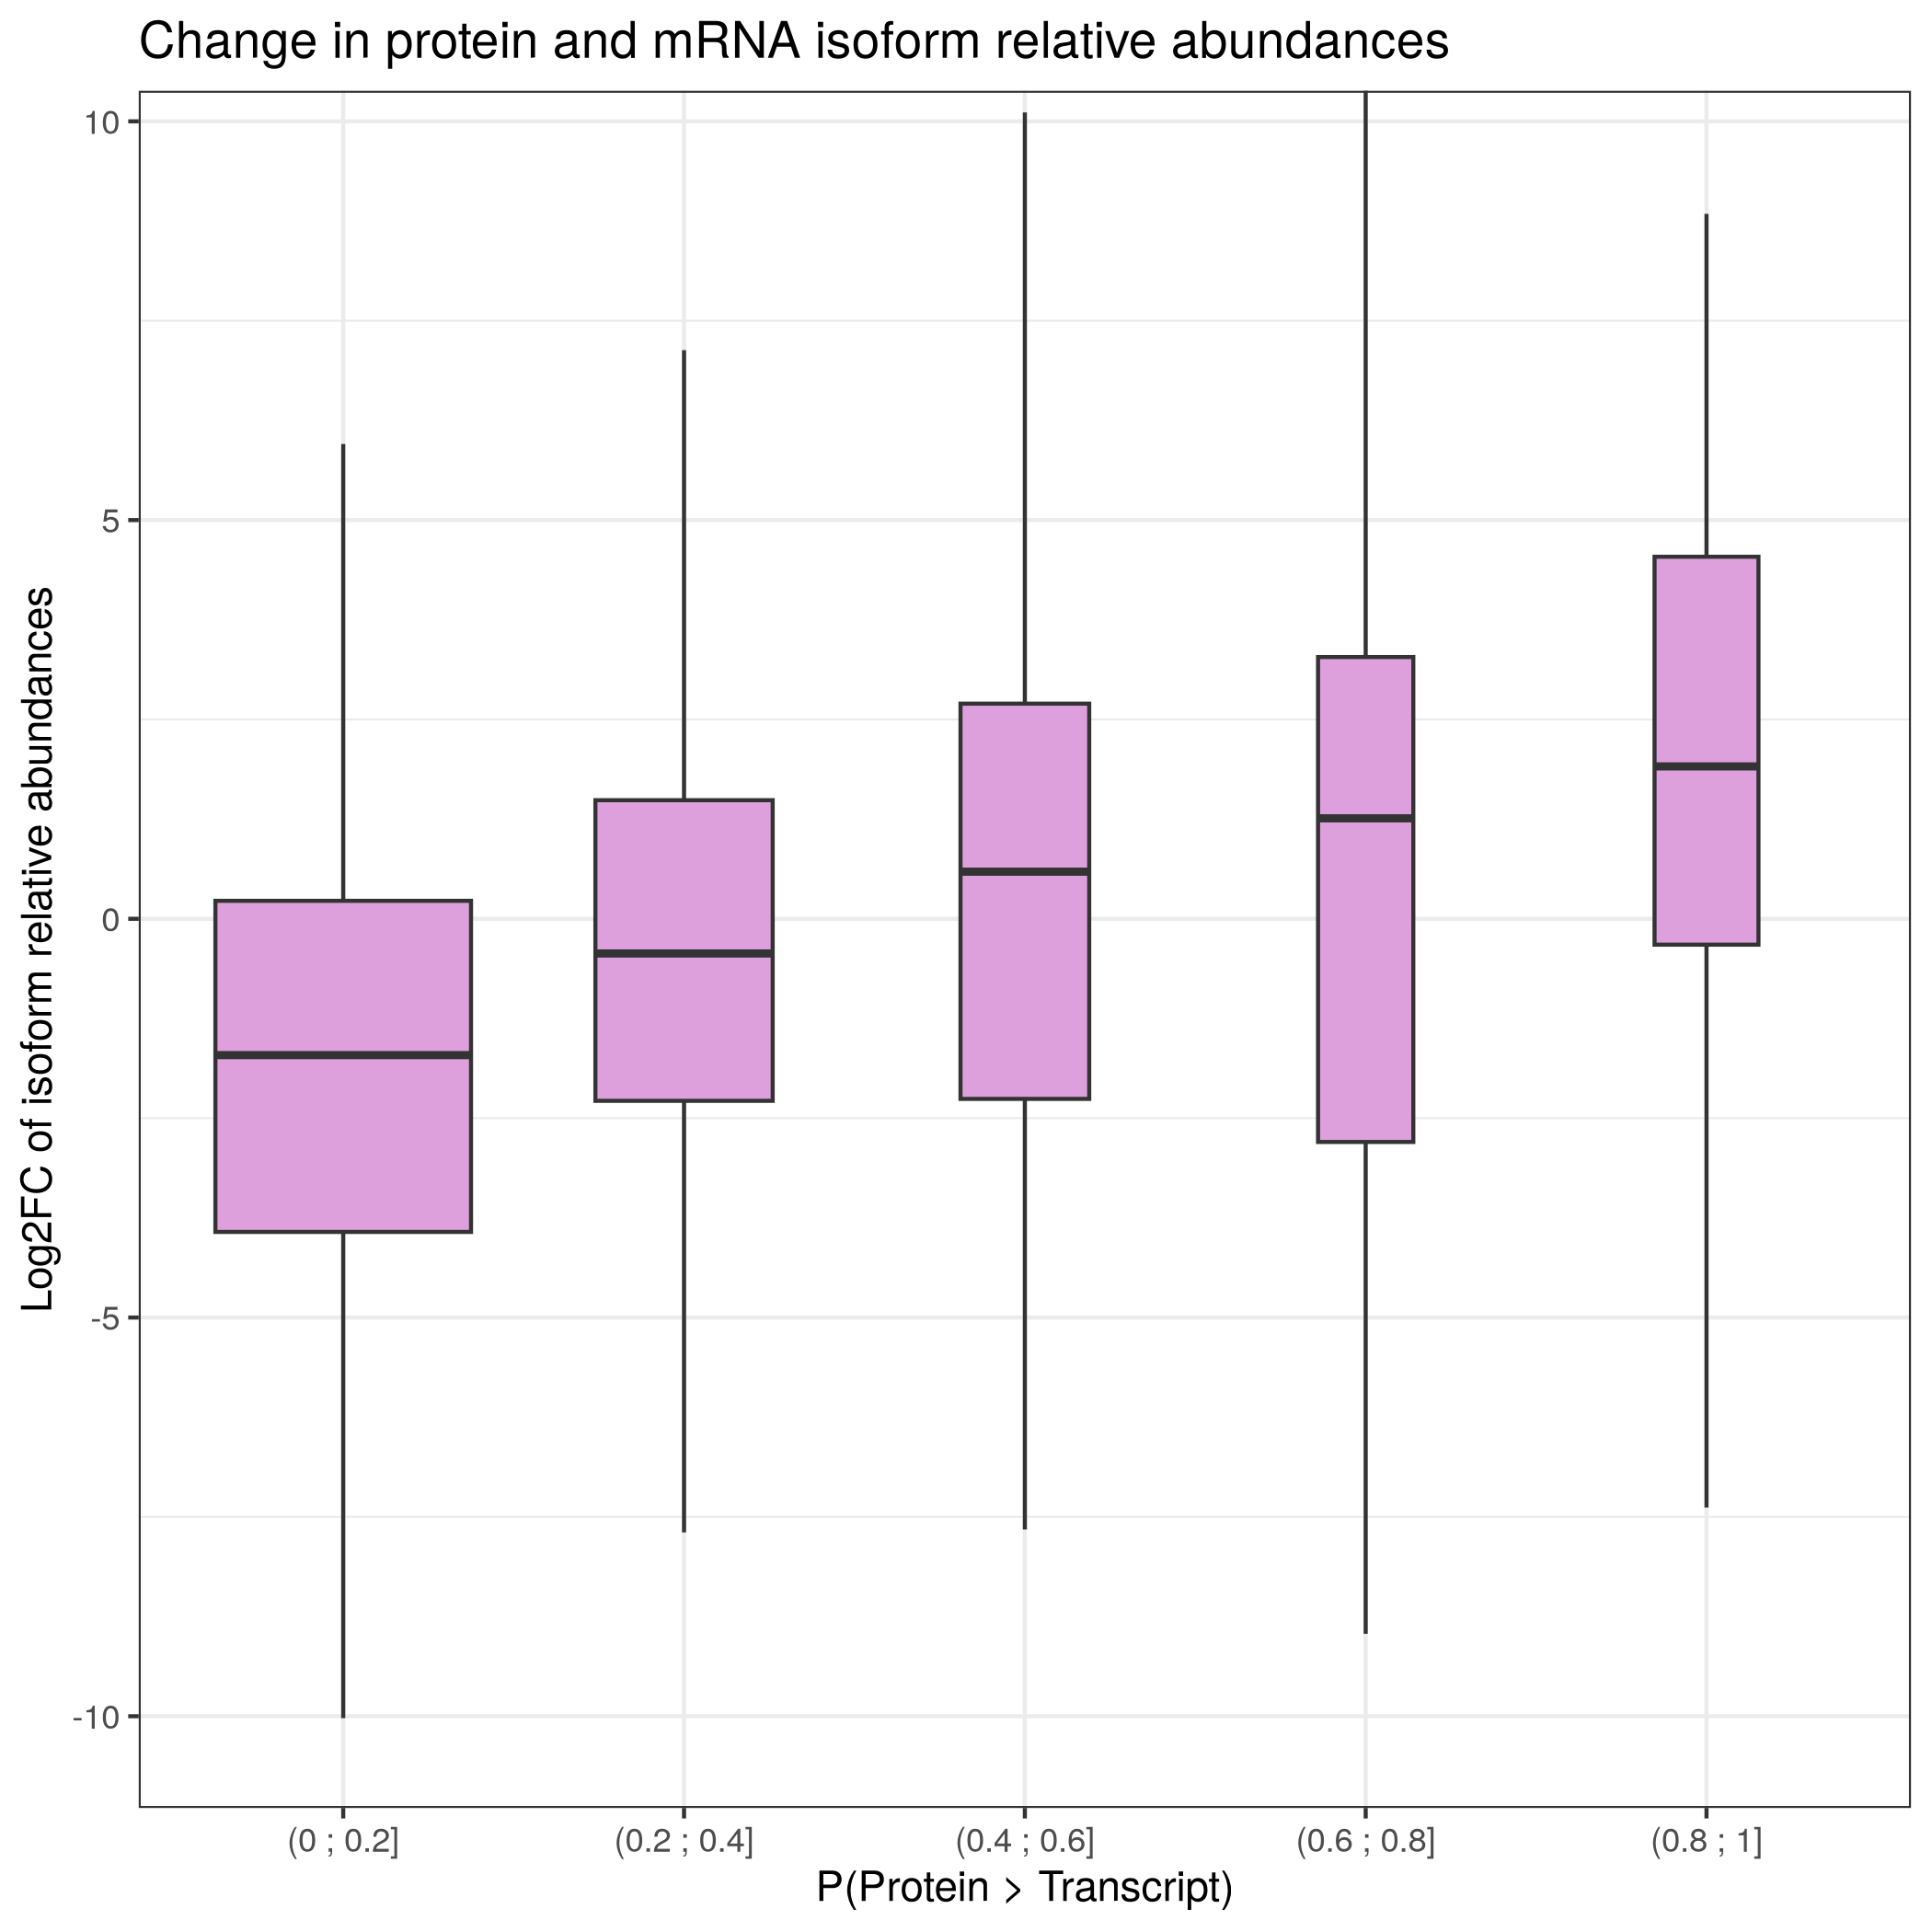 Change in protein and mRNA isoform relative abundances
Log2FC of isoform relative abundances
10
5
0
-5
-10
(0 ; 0.2]
(0.2 ; 0.4]
(0.4 ; 0.6]
(0.6 ; 0.8]
(0.8 ; 1]
P(Protein > Transcript)